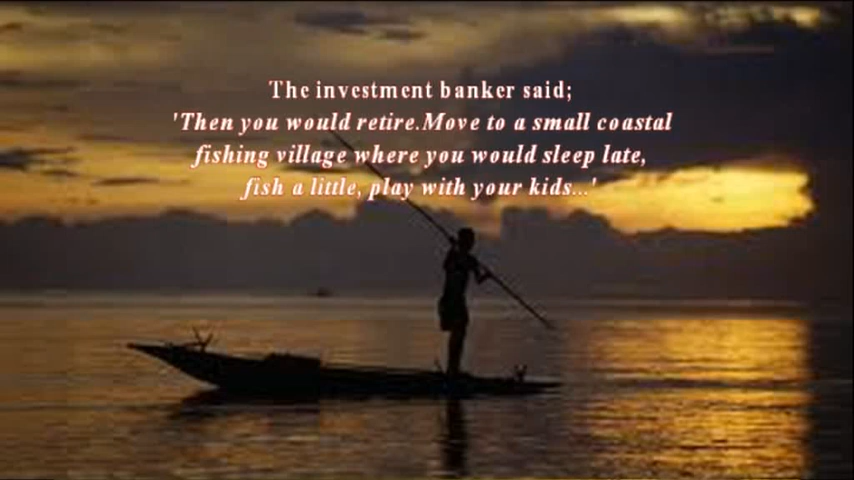 The investment banker said;
'Then you would retire.Move to a small coastal
fishing village where you would sleep late,
fish a little, play with your kids...'